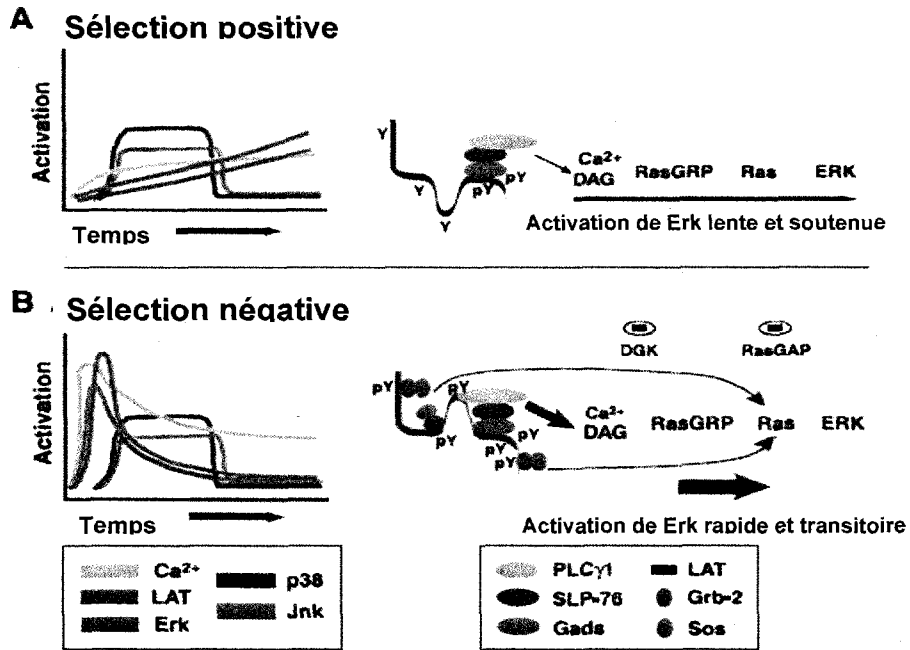 A Sélection positive
Activation
Temps
Y
Y
Y
pY
pY
Ca²⁺
DAG
RasGRP
Ras
ERK
Activation de Erk lente et soutenue
B Sélection négative
Activation
Temps
DGK
RasGAP
pY
pY
pY
pY
pY
Ca²⁺
DAG
RasGRP
Ras
ERK
Activation de Erk rapide et transitoire
Ca²⁺
LAT
Erk
p38
Jnk
PLCγ1
SLP-76
Gads
LAT
Grb-2
Sos